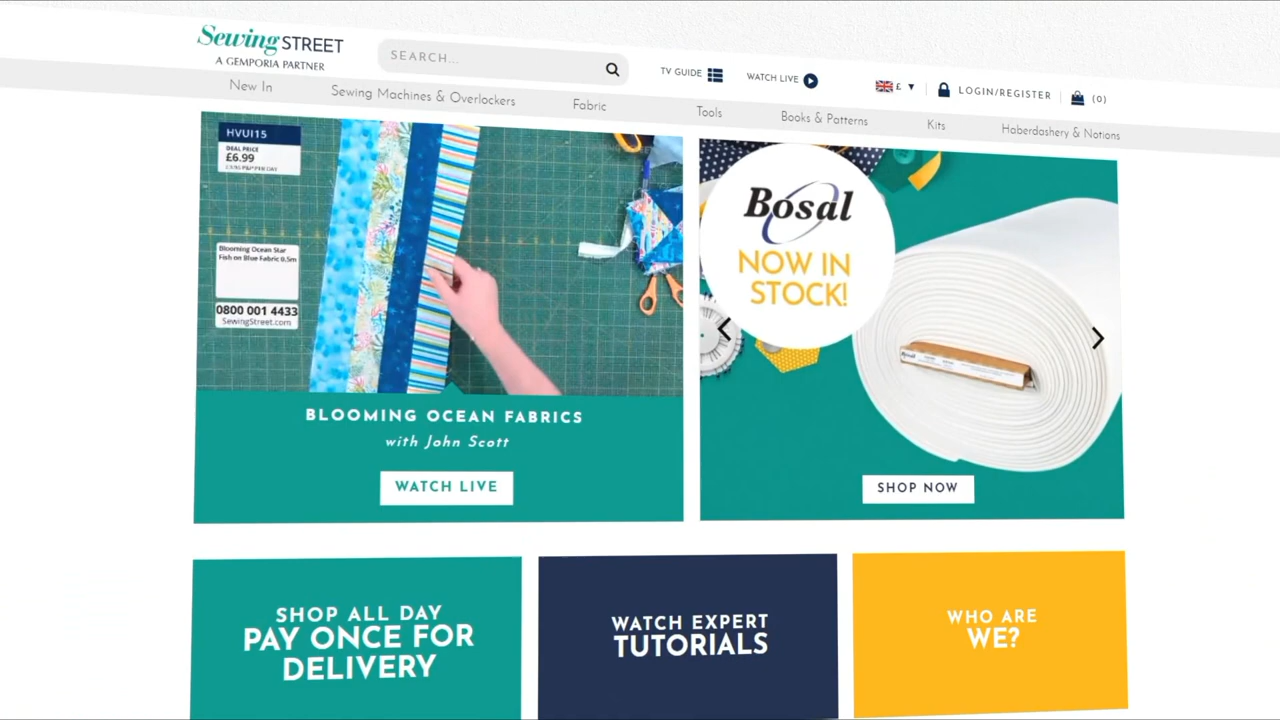 Sewing STREET
A GEMPORIA PARTNER
SEARCH...
TV GUIDE
WATCH LIVE
£
LOGIN/REGISTER
(0)
New In
Sewing Machines & Overlockers
Fabric
Tools
Books & Patterns
Kits
Haberdashery & Notions
HVUI15
DEAL PRICE
£6.99
Blooming Ocean Star
Fish on Blue Fabric 0.5m
0800 001 4433
SewingStreet.com
BLOOMING OCEAN FABRICS
with John Scott
WATCH LIVE
Bosal
NOW IN
STOCK!
Bosal
SHOP NOW
SHOP ALL DAY
PAY ONCE FOR
DELIVERY
WATCH EXPERT
TUTORIALS
WHO ARE
WE?